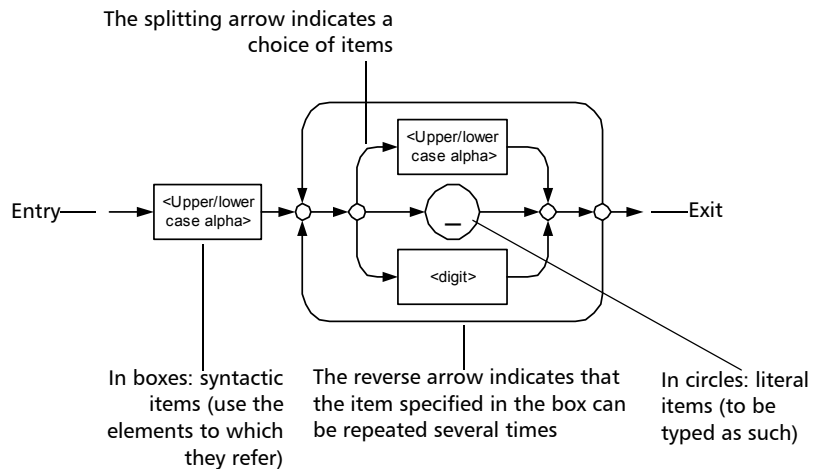 The splitting arrow indicates a
choice of items
<Upper/lower
case alpha>
Entry
<Upper/lower
case alpha>
_
Exit
<digit>
In boxes: syntactic
items (use the
elements to which
they refer)
The reverse arrow indicates that
the item specified in the box can
be repeated several times
In circles: literal
items (to be
typed as such)